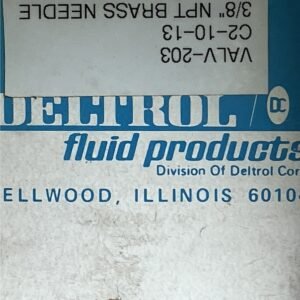 VALV-203
C2-10-13
3/8" NPT BRASS NEEDLE
DELTROL/DC
fluid products
Division Of Deltrol Cor
ELLWOOD, ILLINOIS 6010